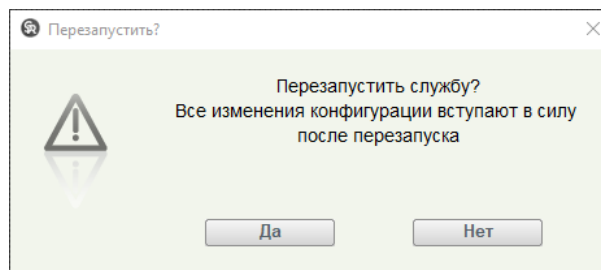 Перезапустить?
Перезапустить службу?
Все изменения конфигурации вступают в силу
после перезапуска
Да
Нет